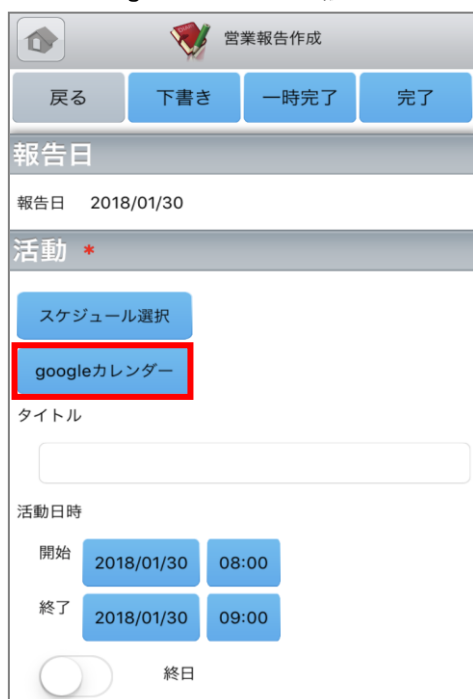 営業報告作成
戻る 下書き 一時完了 完了
報告日
報告日 2018/01/30
活動 *
スケジュール選択
googleカレンダー
タイトル
活動日時
開始 2018/01/30 08:00
終了 2018/01/30 09:00
終日